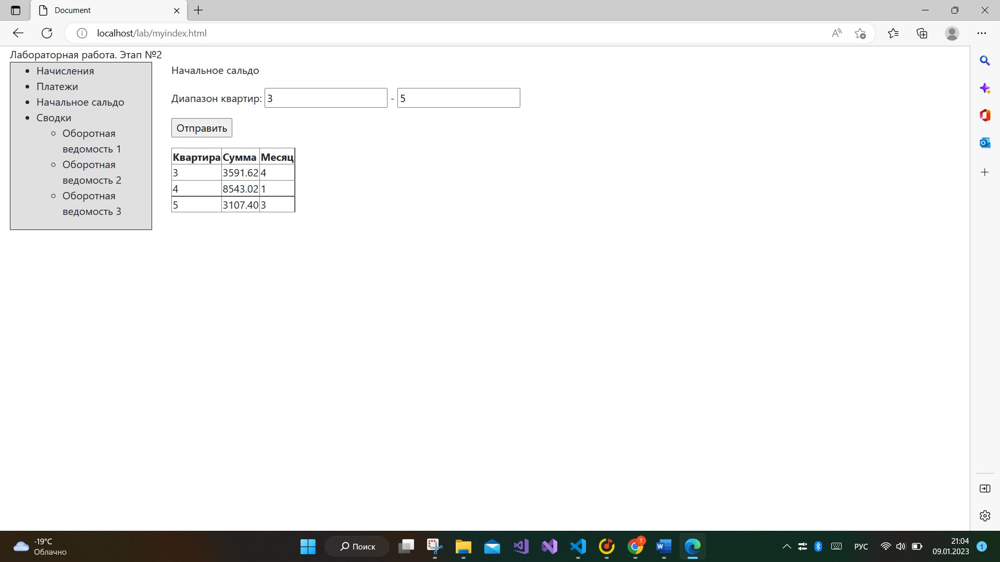 Document
localhost/lab/myindex.html
Лабораторная работа. Этап №2
Начисления
Платежи
Начальное сальдо
Сводки
Оборотная
ведомость 1
Оборотная
ведомость 2
Оборотная
ведомость 3
Начальное сальдо
Диапазон квартир: 3 - 5
Отправить
Квартира Сумма Месяц
3 3591.62 4
4 8543.02 1
5 3107.40 3
-19°C
Облачно
Поиск
T
РУС
21:04
09.01.2023
1